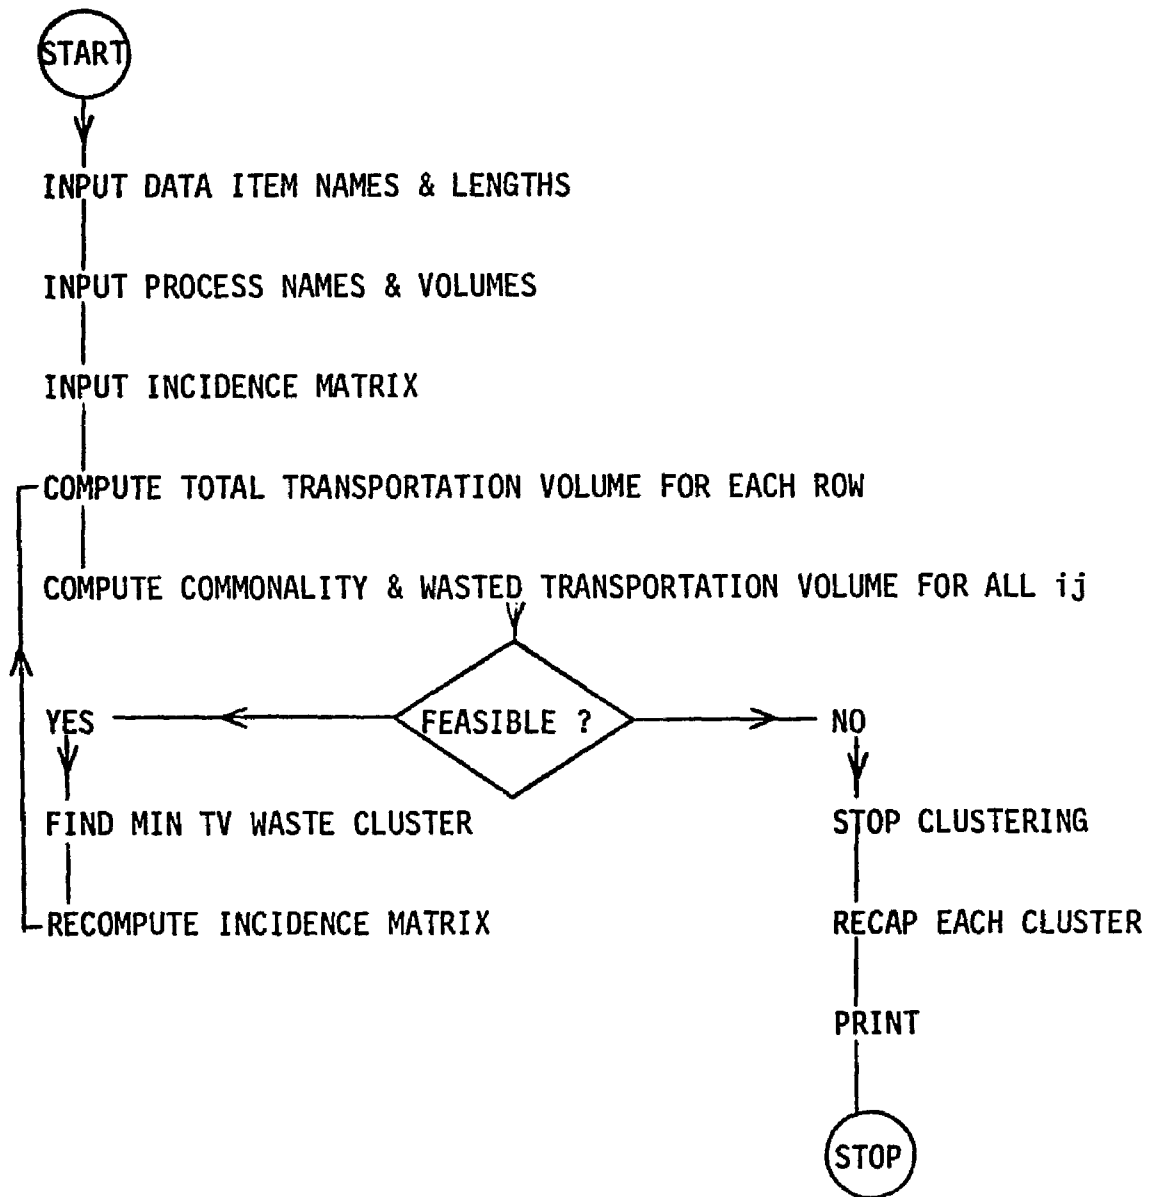 START
INPUT DATA ITEM NAMES & LENGTHS
INPUT PROCESS NAMES & VOLUMES
INPUT INCIDENCE MATRIX
COMPUTE TOTAL TRANSPORTATION VOLUME FOR EACH ROW
COMPUTE COMMONALITY & WASTED TRANSPORTATION VOLUME FOR ALL ij
YES
FEASIBLE ?
NO
FIND MIN TV WASTE CLUSTER
STOP CLUSTERING
RECOMPUTE INCIDENCE MATRIX
RECAP EACH CLUSTER
PRINT
STOP